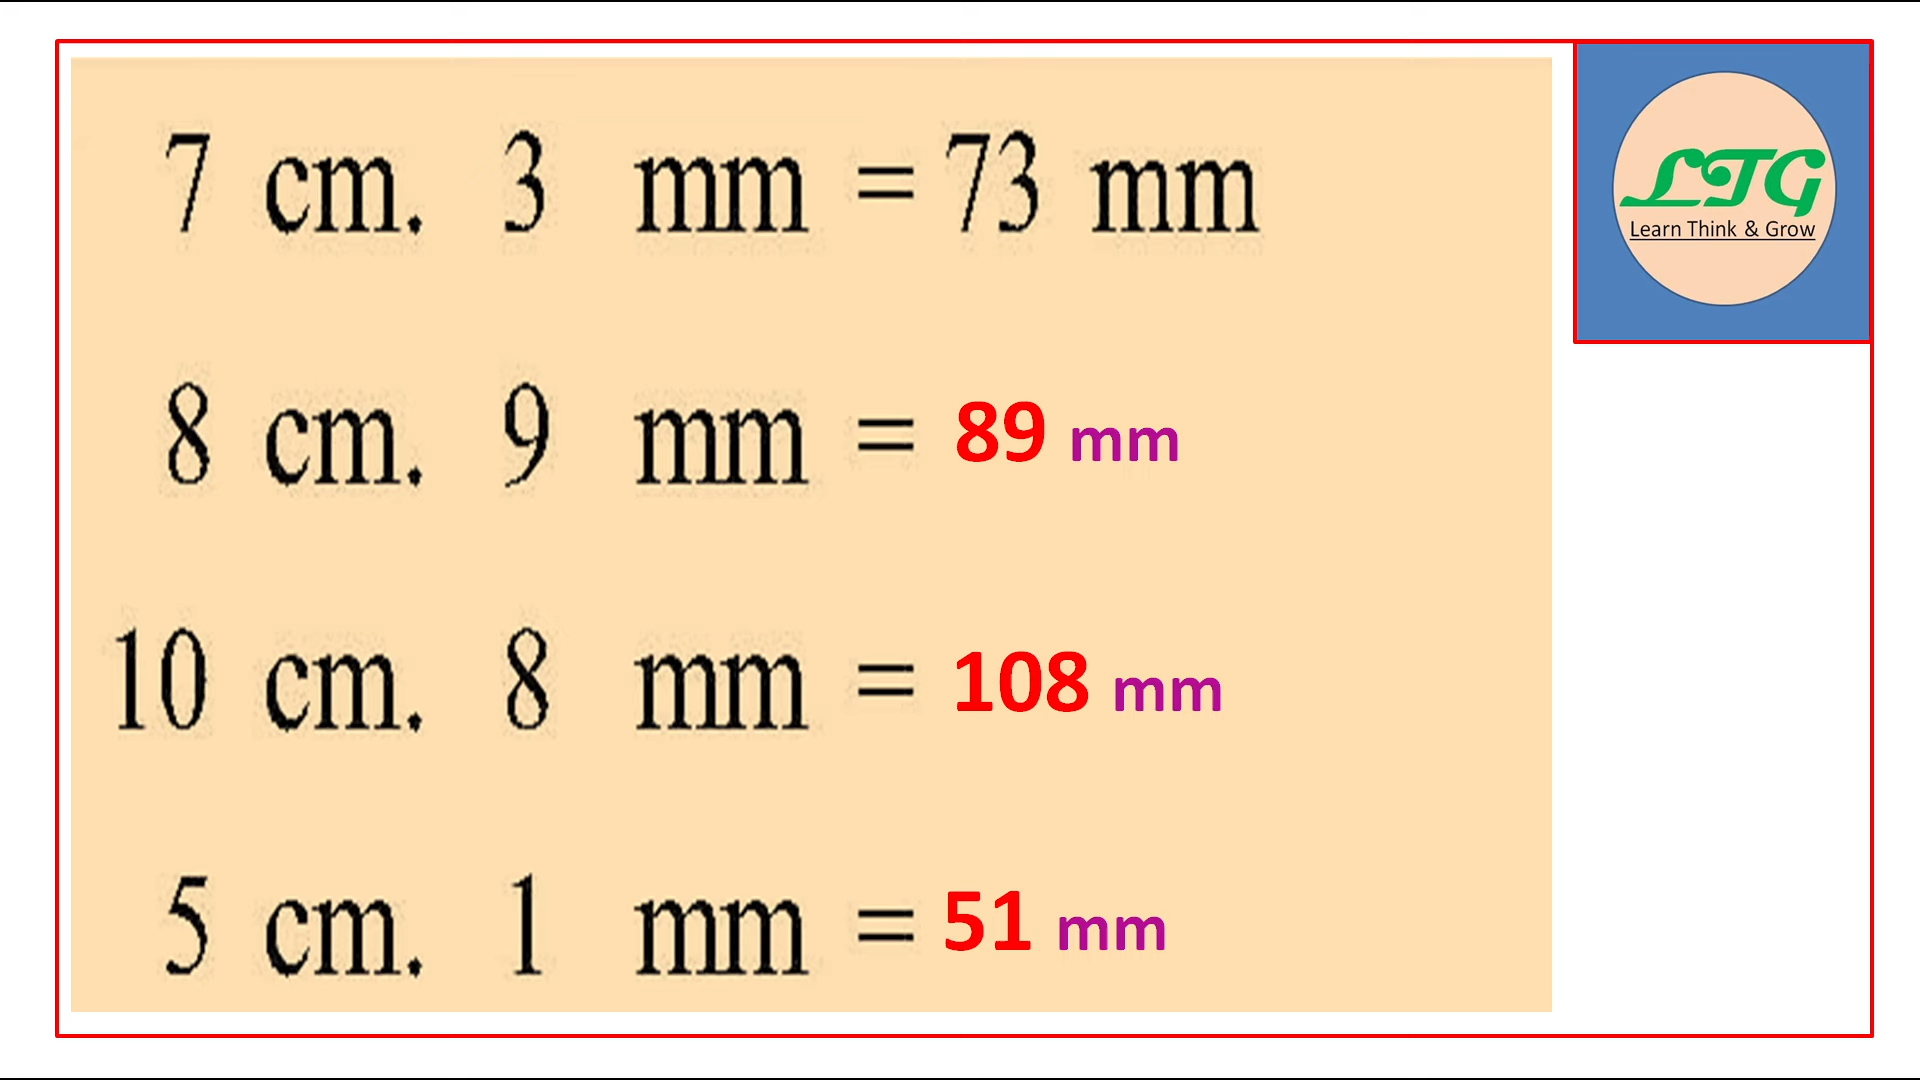 7 cm. 3 mm = 73 mm
LTG
Learn Think & Grow
8 cm. 9 mm = 89 mm
10 cm. 8 mm = 108 mm
5 cm. 1 mm = 51 mm